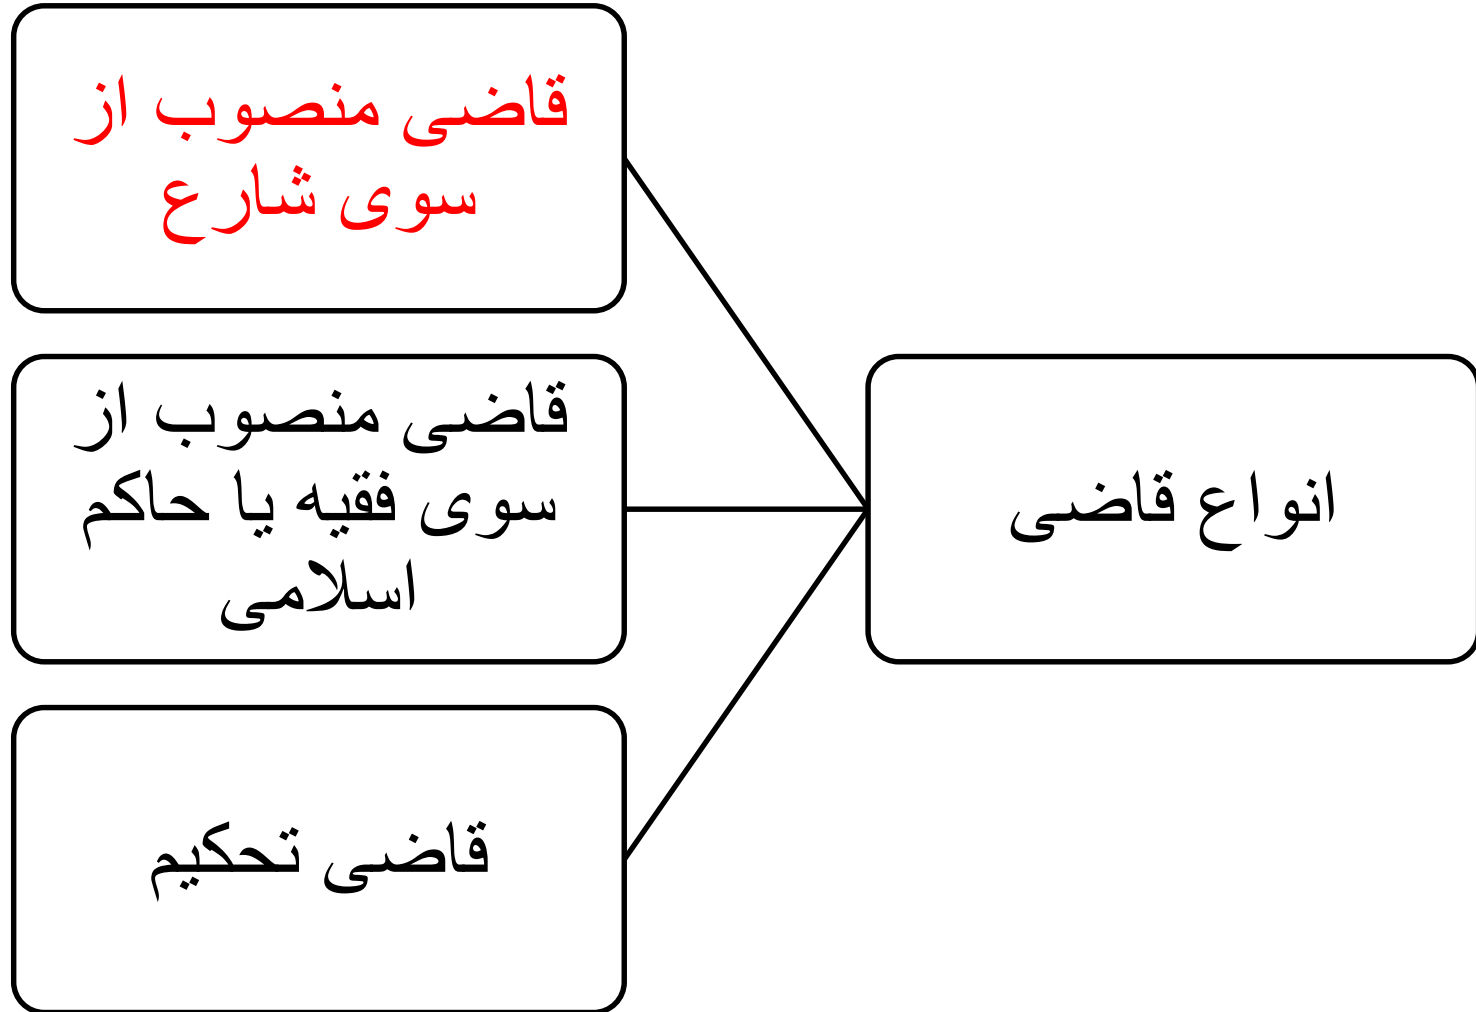 انواع قاضی
قاضی منصوب از
سوی شارع
قاضی منصوب از
سوی فقیه یا حاکم
اسلامی
قاضی تحکیم